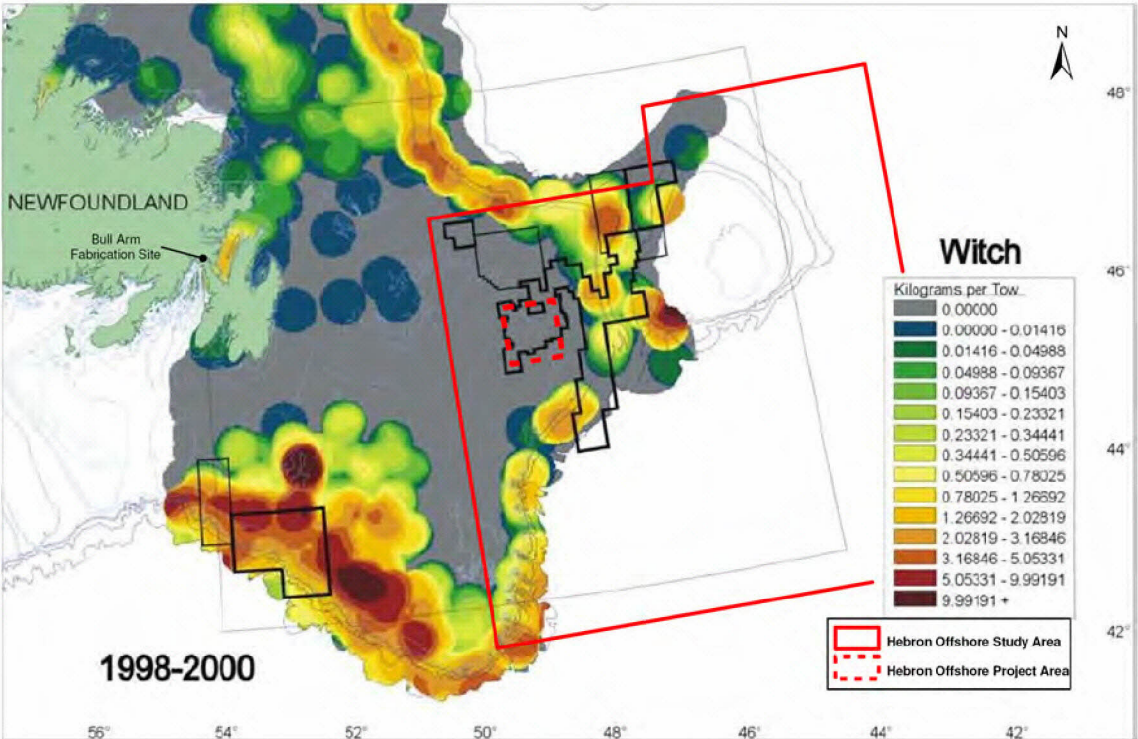 N
48°
NEWFOUNDLAND
Bull Arm
Fabrication Site
Witch
46°
Kilograms per Tow
0.00000
0.00000 - 0.01416
0.01416 - 0.04988
0.04988 - 0.09367
0.09367 - 0.15403
0.15403 - 0.23321
0.23321 - 0.34441
0.34441 - 0.50596
0.50596 - 0.78025
0.78025 - 1.26692
1.26692 - 2.02819
2.02819 - 3.16846
3.16846 - 5.05331
5.05331 - 9.99191
9.99191 +
44°
42°
Hebron Offshore Study Area
Hebron Offshore Project Area
1998-2000
56° 54° 52° 50° 48° 46° 44° 42°